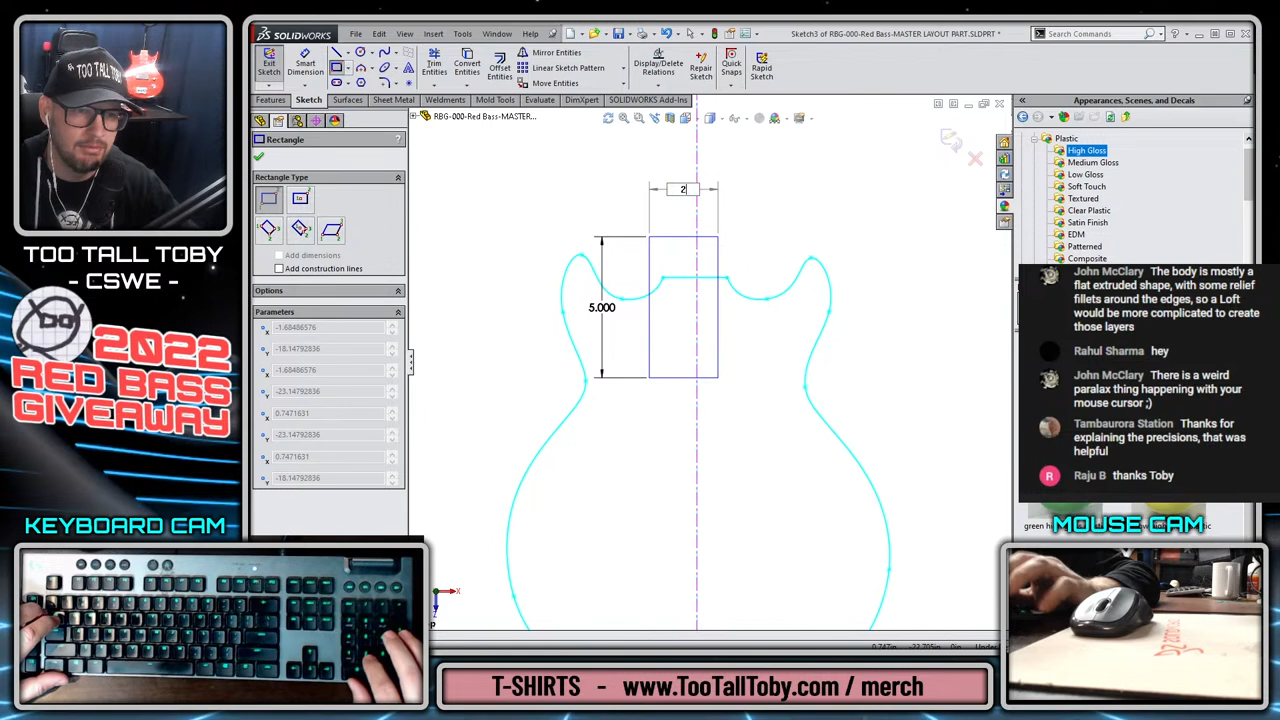 TOO TALL TOBY
TOO TALL TOBY
- CSWE -
2022
RED BASS
GIVEAWAY
KEYBOARD CAM
SOLIDWORKS
File Edit View Insert Tools Window Help
Sketch3 of RBG-000-Red Bass-MASTER LAYOUT PART.SLDPRT *
Search Commands
Exit Sketch
Smart Dimension
Trim Entities
Convert Entities
Offset Entities
Mirror Entities
Linear Sketch Pattern
Move Entities
Display/Delete Relations
Repair Sketch
Quick Snaps
Rapid Sketch
Features Sketch Surfaces Sheet Metal Weldments Mold Tools Evaluate DimXpert SOLIDWORKS Add-Ins
RBG-000-Red Bass-MASTER...
Rectangle
?
Rectangle Type
Add dimensions
Add construction lines
Options
Parameters
-1.68486576
-18.14792836
-1.68486576
-23.14792836
0.7471631
-23.14792836
0.7471631
-18.14792836
2
5.000
X
0.747in -22.705in 0in Under
Appearances, Scenes, and Decals
Plastic
High Gloss
Medium Gloss
Low Gloss
Soft Touch
Textured
Clear Plastic
Satin Finish
EDM
Patterned
Composite
John McClary The body is mostly a
flat extruded shape, with some relief
fillets around the edges, so a Loft
would be more complicated to create
those layers
Rahul Sharma hey
John McClary There is a weird
paralax thing happening with your
mouse cursor ;)
Tambaurora Station Thanks for
explaining the precisions, that was
helpful
R Raju B thanks Toby
MOUSE CAM
T-SHIRTS - www.TooTallToby.com / merch